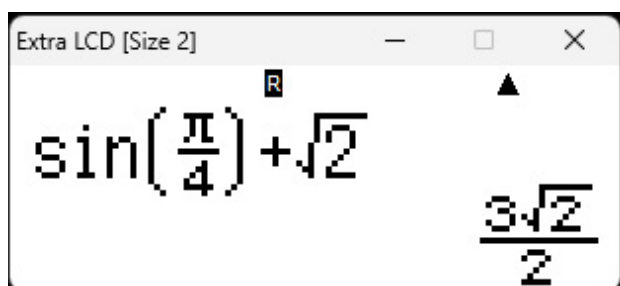 Extra LCD [Size 2]
R
sin(π/4)+√2
3√2/2